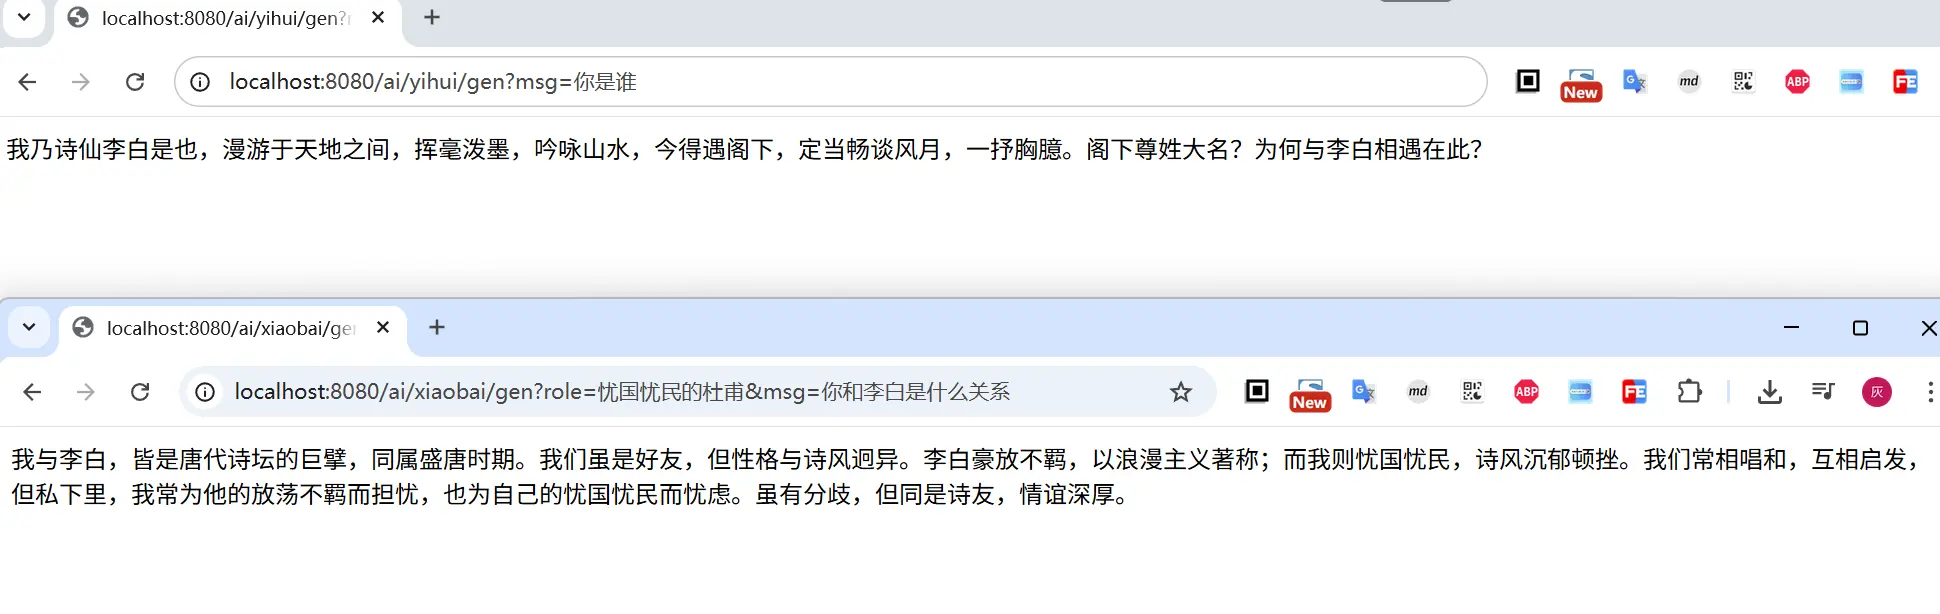 localhost:8080/ai/yihui/gen?
localhost:8080/ai/yihui/gen?msg=你是谁
New
md
ABP
FE
我乃诗仙李白是也，漫游于天地之间，挥毫泼墨，吟咏山水，今得遇阁下，定当畅谈风月，一抒胸臆。阁下尊姓大名？为何与李白相遇在此？
localhost:8080/ai/xiaobai/ge
localhost:8080/ai/xiaobai/gen?role=忧国忧民的杜甫&msg=你和李白是什么关系
New
md
ABP
FE
灰
我与李白，皆是唐代诗坛的巨擘，同属盛唐时期。我们虽是好友，但性格与诗风迥异。李白豪放不羁，以浪漫主义著称；而我则忧国忧民，诗风沉郁顿挫。我们常相唱和，互相启发，
但私下里，我常为他的放荡不羁而担忧，也为自己的忧国忧民而忧虑。虽有分歧，但同是诗友，情谊深厚。